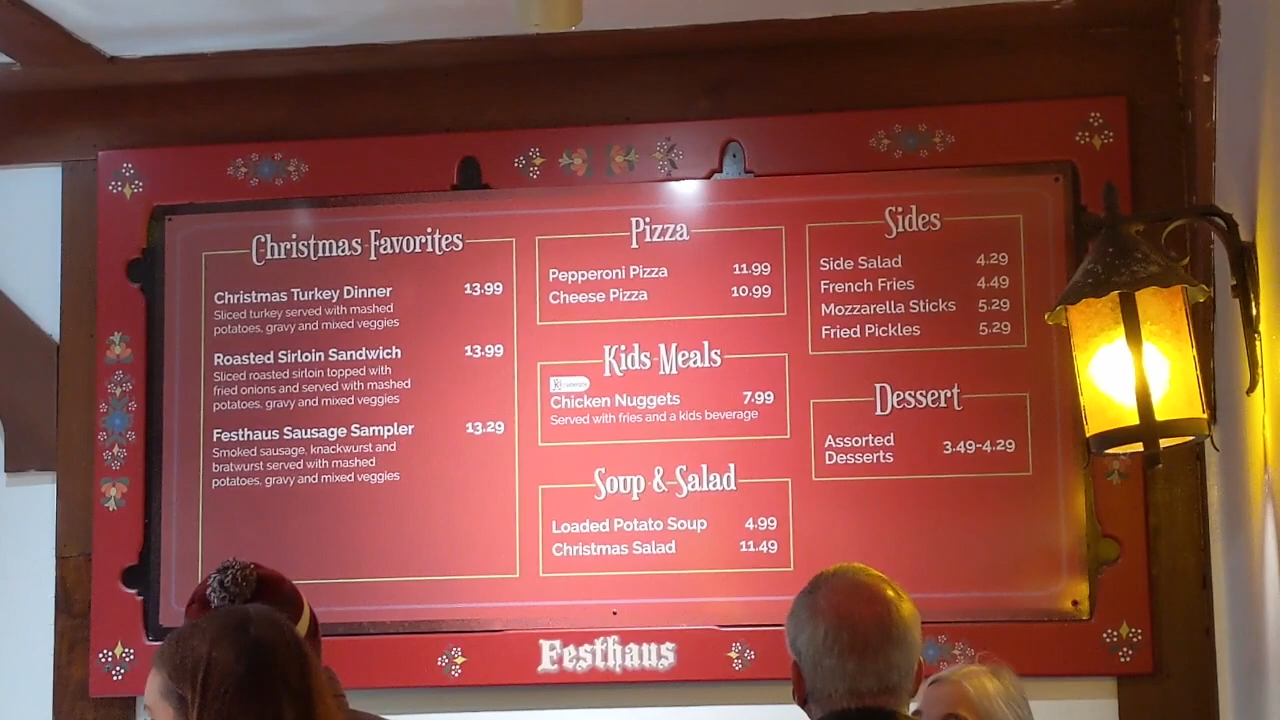 Christmas Favorites
Christmas Turkey Dinner 13.99
Sliced turkey served with mashed
potatoes, gravy and mixed veggies
Roasted Sirloin Sandwich 13.99
Sliced roasted sirloin topped with
fried onions and served with mashed
potatoes, gravy and mixed veggies
Festhaus Sausage Sampler 13.29
Smoked sausage, knackwurst and
bratwurst served with mashed
potatoes, gravy and mixed veggies
Pizza
Pepperoni Pizza 11.99
Cheese Pizza 10.99
Kids Meals
Chicken Nuggets 7.99
Served with fries and a kids beverage
Soup & Salad
Loaded Potato Soup 4.99
Christmas Salad 11.49
Sides
Side Salad 4.29
French Fries 4.49
Mozzarella Sticks 5.29
Fried Pickles 5.29
Dessert
Assorted
Desserts 3.49-4.29
Festhaus